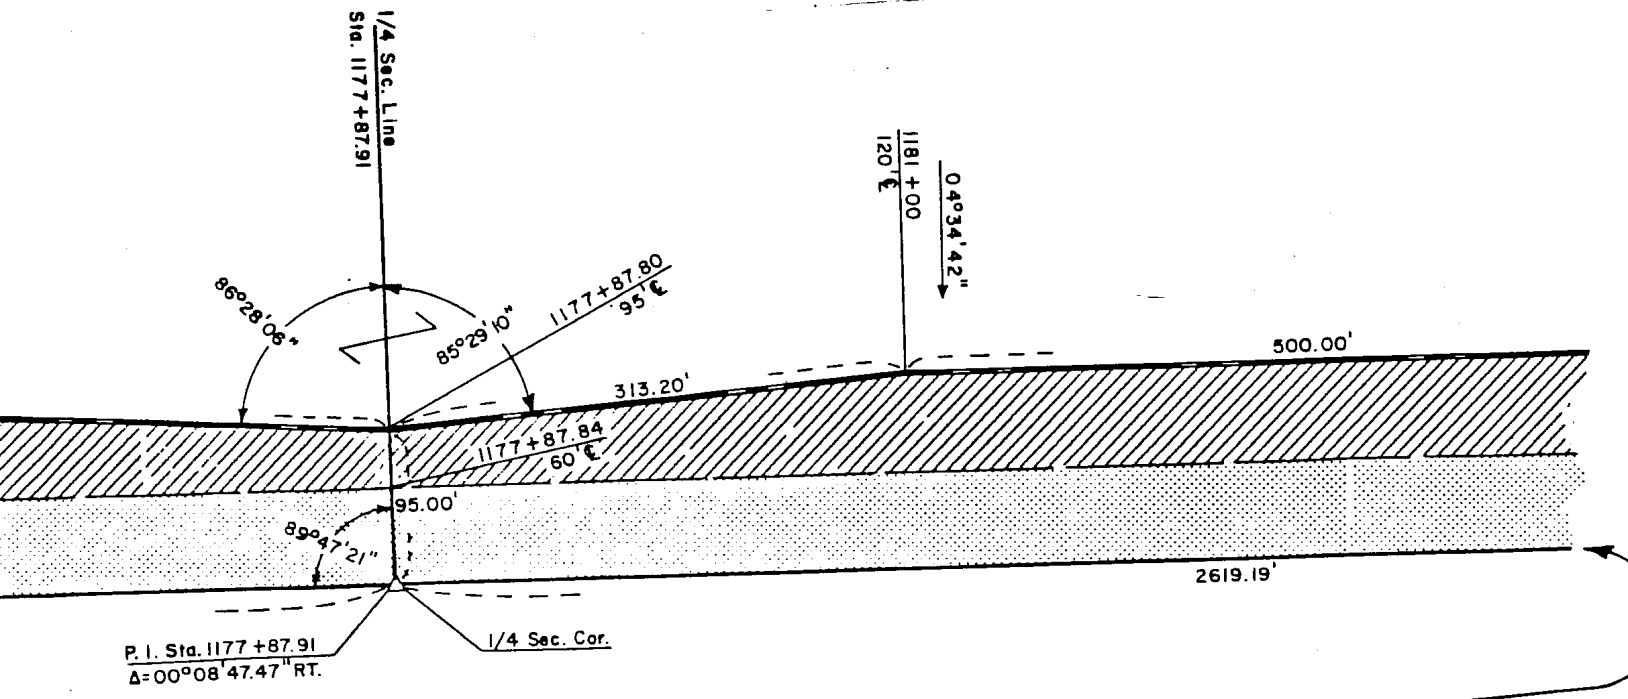 1/4 Sec. Line
Sta. 1177+87.91
1181+00
120' ℄
04°34'42"
86°28'06"
85°29'10"
1177+87.80
95' ℄
313.20'
500.00'
1177+87.84
60' ℄
95.00'
89°47'21"
2619.19'
P.I. Sta. 1177+87.91
Δ=00°08'47.47" RT.
1/4 Sec. Cor.